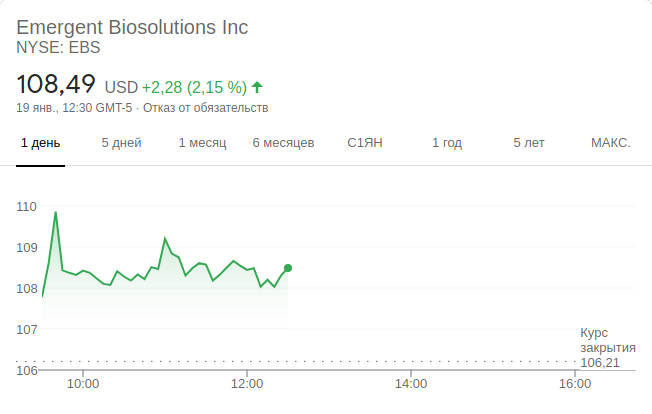 Emergent Biosolutions Inc
NYSE: EBS
108,49 USD +2,28 (2,15 %)
19 янв., 12:30 GMT-5 · Отказ от обязательств
1 день 5 дней 1 месяц 6 месяцев С1ЯН 1 год 5 лет МАКС.
110
109
108
107
Курс
закрытия
106,21
106
10:00 12:00 14:00 16:00